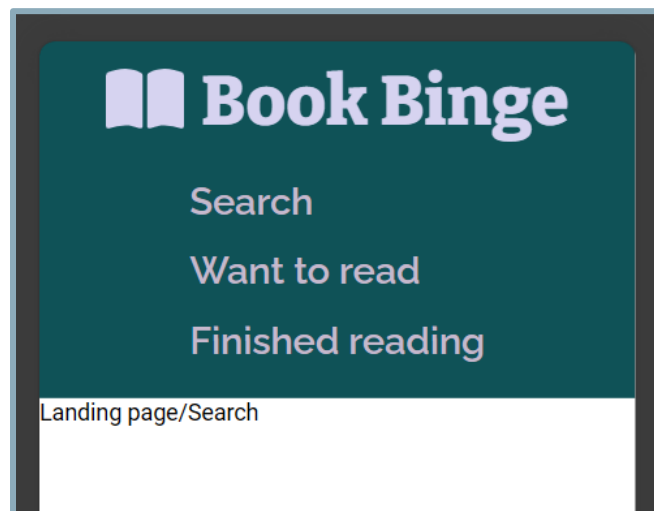 Book Binge
Search
Want to read
Finished reading
Landing page/Search